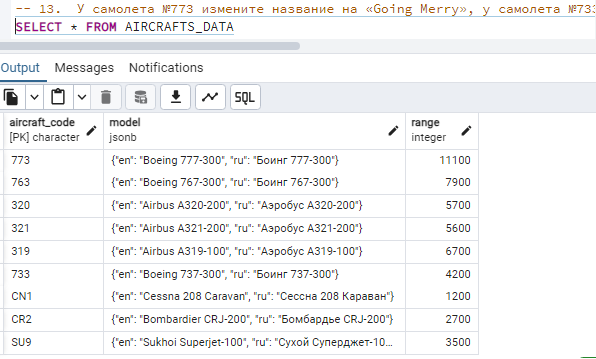 -- 13. У самолета №773 измените название на «Going Merry», у самолета №733
SELECT * FROM AIRCRAFTS_DATA
Output Messages Notifications
SQL
aircraft_code model range
[PK] character jsonb integer
773 {"en": "Boeing 777-300", "ru": "Боинг 777-300"} 11100
763 {"en": "Boeing 767-300", "ru": "Боинг 767-300"} 7900
320 {"en": "Airbus A320-200", "ru": "Аэробус A320-200"} 5700
321 {"en": "Airbus A321-200", "ru": "Аэробус A321-200"} 5600
319 {"en": "Airbus A319-100", "ru": "Аэробус A319-100"} 6700
733 {"en": "Boeing 737-300", "ru": "Боинг 737-300"} 4200
CN1 {"en": "Cessna 208 Caravan", "ru": "Сессна 208 Караван"} 1200
CR2 {"en": "Bombardier CRJ-200", "ru": "Бомбардье CRJ-200"} 2700
SU9 {"en": "Sukhoi Superjet-100", "ru": "Сухой Суперджет-10... 3500